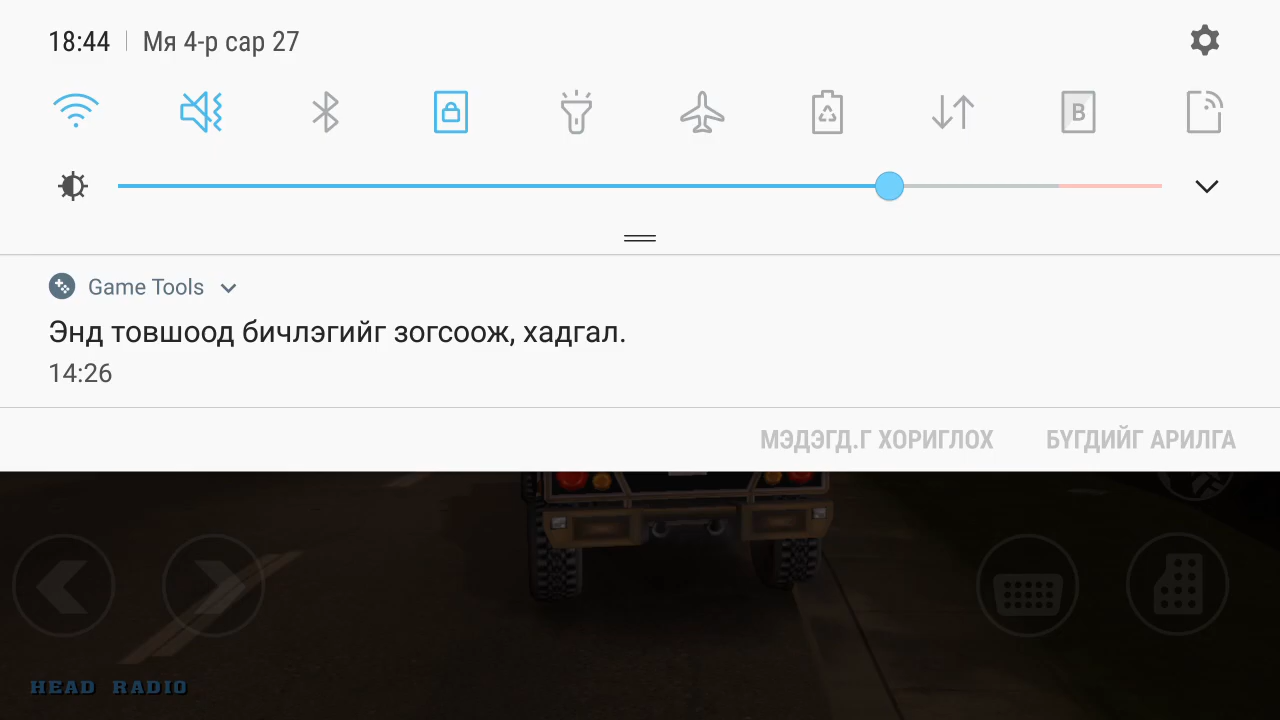 18:44 Мя 4-р сар 27
B
Game Tools
Энд товшоод бичлэгийг зогсоож, хадгал.
14:26
МЭДЭГД.Г ХОРИГЛОХ БҮГДИЙГ АРИЛГА
HEAD RADIO